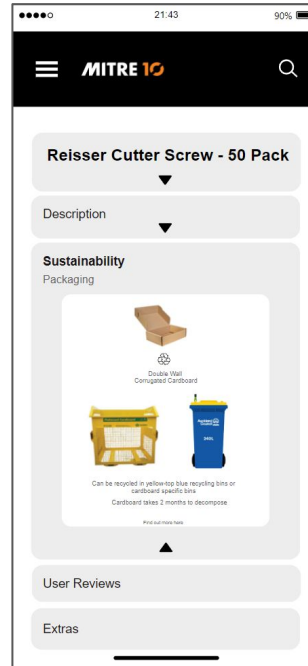 21:43
90%
MITRE 10
Reisser Cutter Screw - 50 Pack
Description
Sustainability
Packaging
Double Wall
Corrugated Cardboard
Can be recycled in yellow-top blue recycling bins or
cardboard specific bins
Cardboard takes 2 months to decompose
Find out more here
User Reviews
Extras